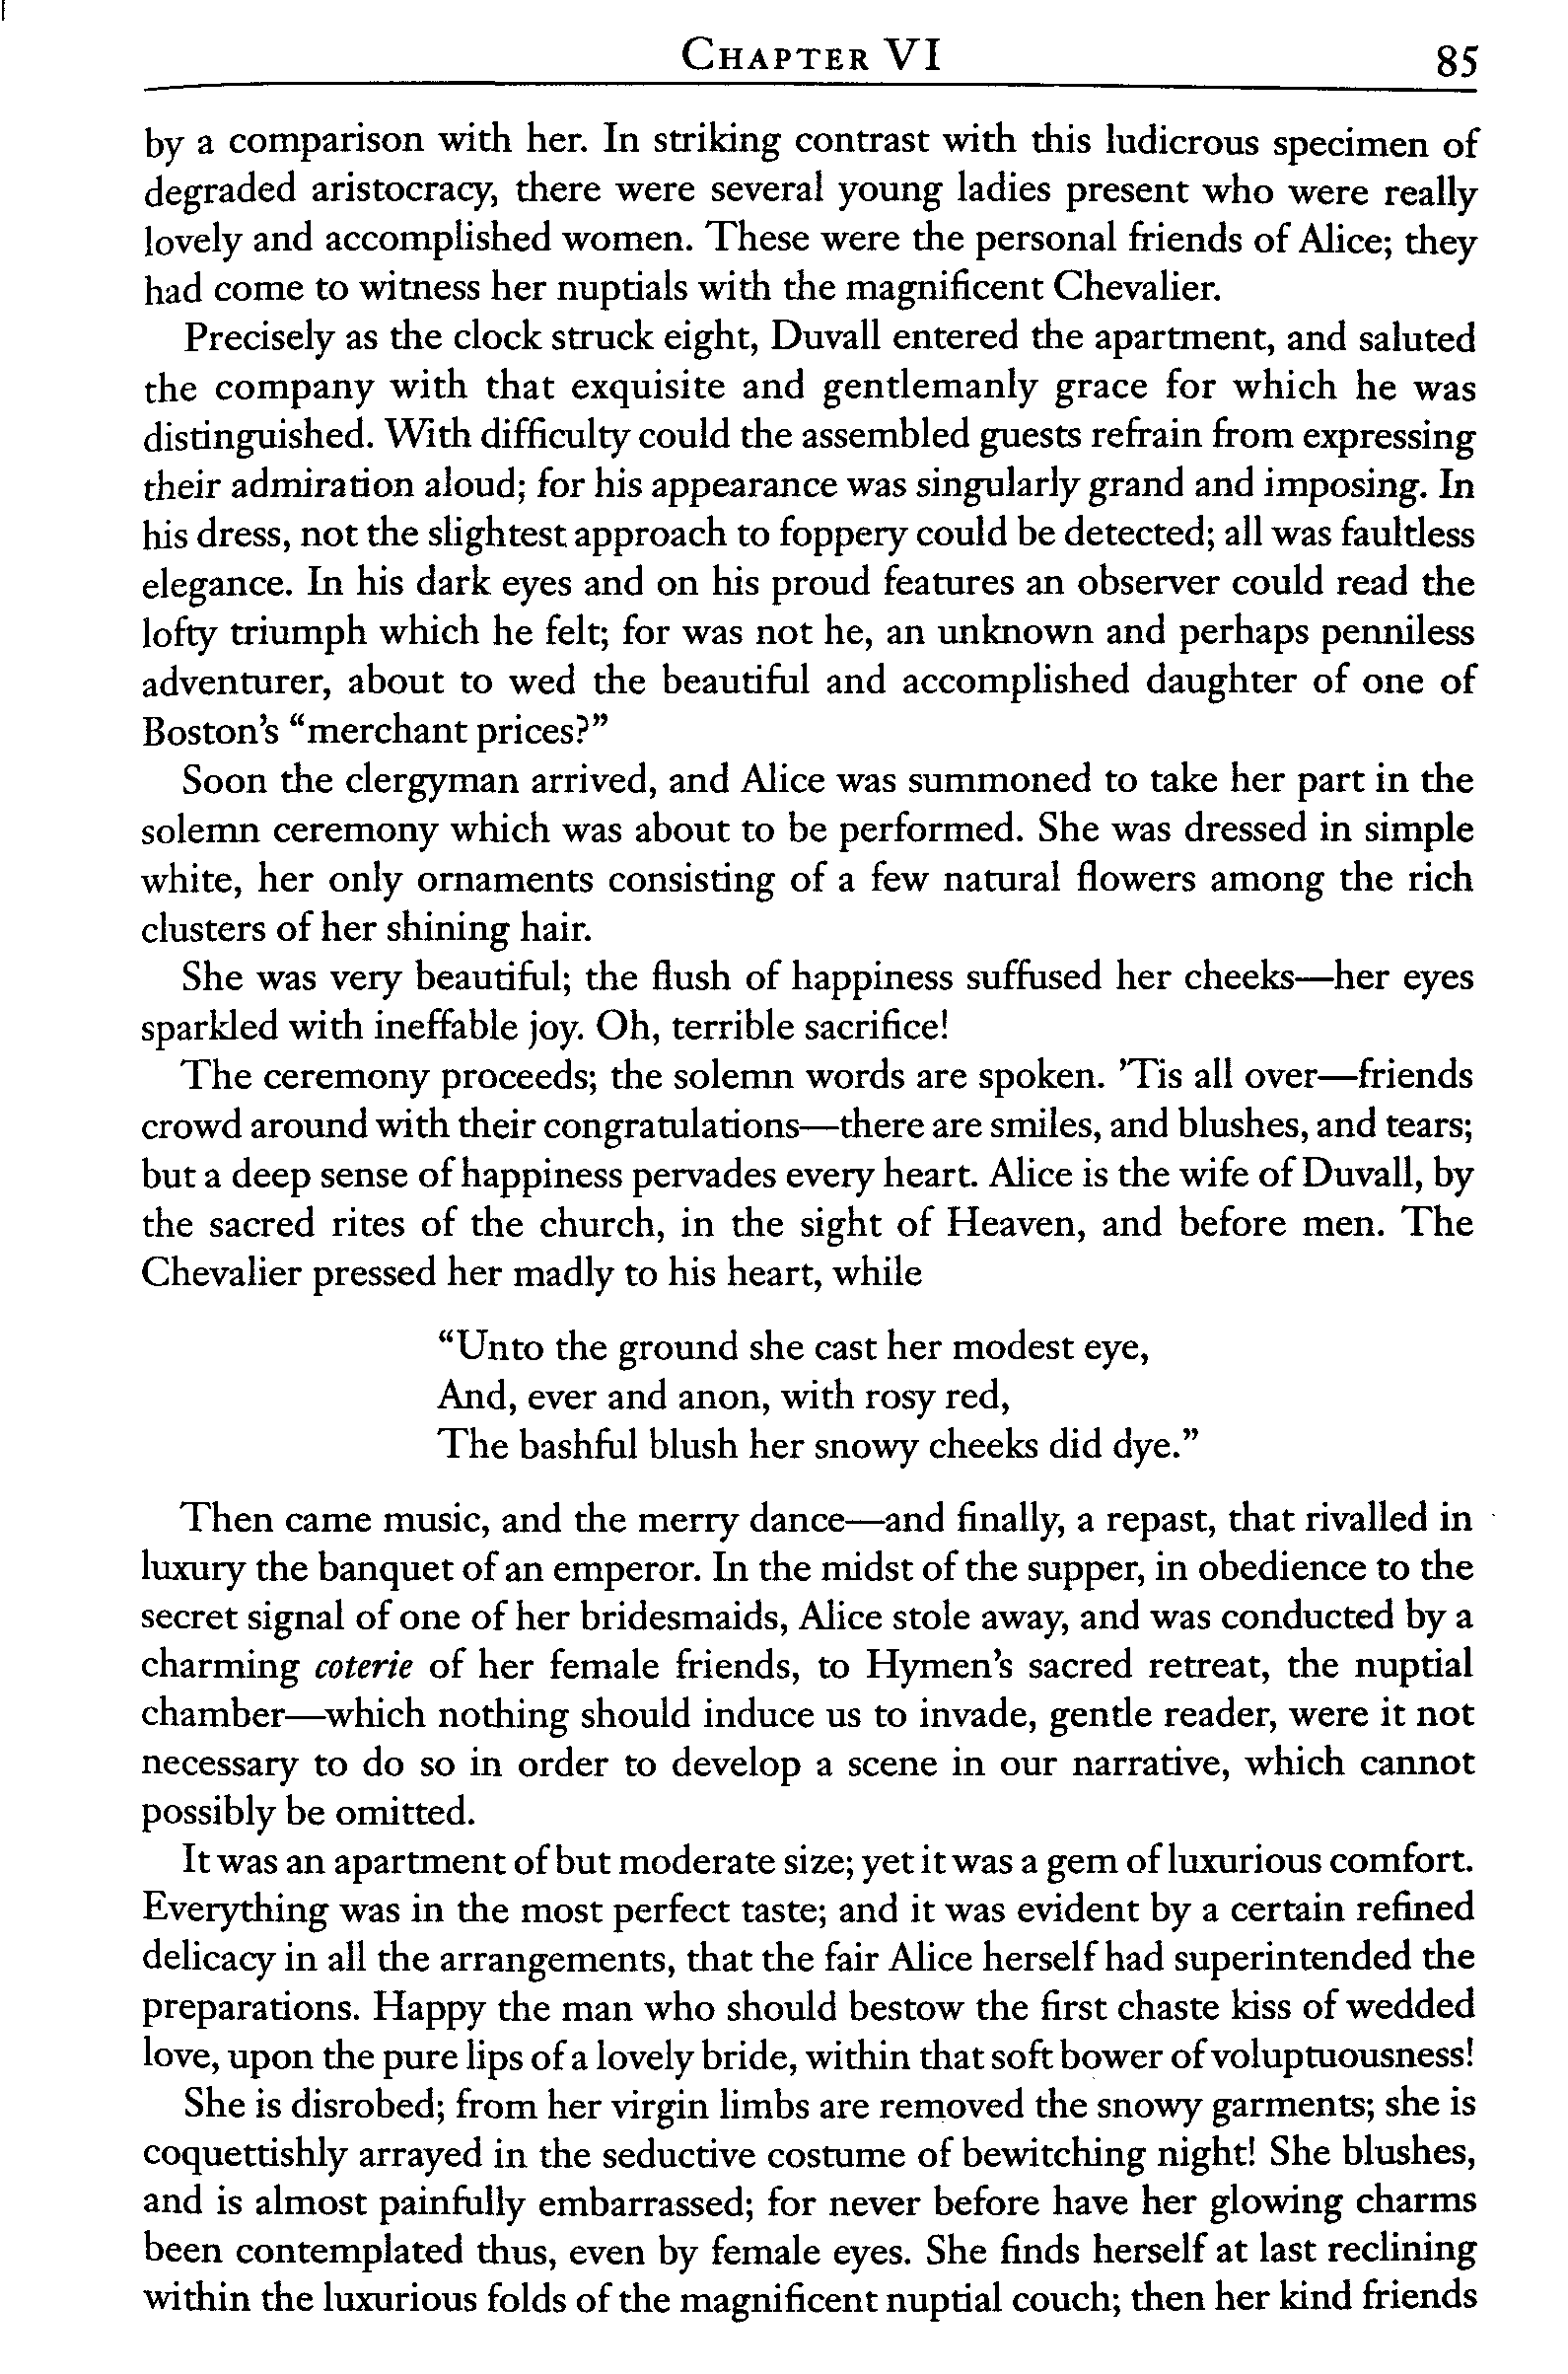 CHAPTER VI 85
by a comparison with her. In striking contrast with this ludicrous specimen of
degraded aristocracy, there were several young ladies present who were really
lovely and accomplished women. These were the personal friends of Alice; they
had come to witness her nuptials with the magnificent Chevalier.
Precisely as the clock struck eight, Duvall entered the apartment, and saluted
the company with that exquisite and gentlemanly grace for which he was
distinguished. With difficulty could the assembled guests refrain from expressing
their admiration aloud; for his appearance was singularly grand and imposing. In
his dress, not the slightest approach to foppery could be detected; all was faultless
elegance. In his dark eyes and on his proud features an observer could read the
lofty triumph which he felt; for was not he, an unknown and perhaps penniless
adventurer, about to wed the beautiful and accomplished daughter of one of
Boston's “merchant prices?”
Soon the clergyman arrived, and Alice was summoned to take her part in the
solemn ceremony which was about to be performed. She was dressed in simple
white, her only ornaments consisting of a few natural flowers among the rich
clusters of her shining hair.
She was very beautiful; the flush of happiness suffused her cheeks—her eyes
sparkled with ineffable joy. Oh, terrible sacrifice!
The ceremony proceeds; the solemn words are spoken. 'Tis all over—friends
crowd around with their congratulations—there are smiles, and blushes, and tears;
but a deep sense of happiness pervades every heart. Alice is the wife of Duvall, by
the sacred rites of the church, in the sight of Heaven, and before men. The
Chevalier pressed her madly to his heart, while
“Unto the ground she cast her modest eye,
And, ever and anon, with rosy red,
The bashful blush her snowy cheeks did dye.”
Then came music, and the merry dance—and finally, a repast, that rivalled in
luxury the banquet of an emperor. In the midst of the supper, in obedience to the
secret signal of one of her bridesmaids, Alice stole away, and was conducted by a
charming coterie of her female friends, to Hymen's sacred retreat, the nuptial
chamber—which nothing should induce us to invade, gentle reader, were it not
necessary to do so in order to develop a scene in our narrative, which cannot
possibly be omitted.
It was an apartment of but moderate size; yet it was a gem of luxurious comfort.
Everything was in the most perfect taste; and it was evident by a certain refined
delicacy in all the arrangements, that the fair Alice herself had superintended the
preparations. Happy the man who should bestow the first chaste kiss of wedded
love, upon the pure lips of a lovely bride, within that soft bower of voluptuousness!
She is disrobed; from her virgin limbs are removed the snowy garments; she is
coquettishly arrayed in the seductive costume of bewitching night! She blushes,
and is almost painfully embarrassed; for never before have her glowing charms
been contemplated thus, even by female eyes. She finds herself at last reclining
within the luxurious folds of the magnificent nuptial couch; then her kind friends